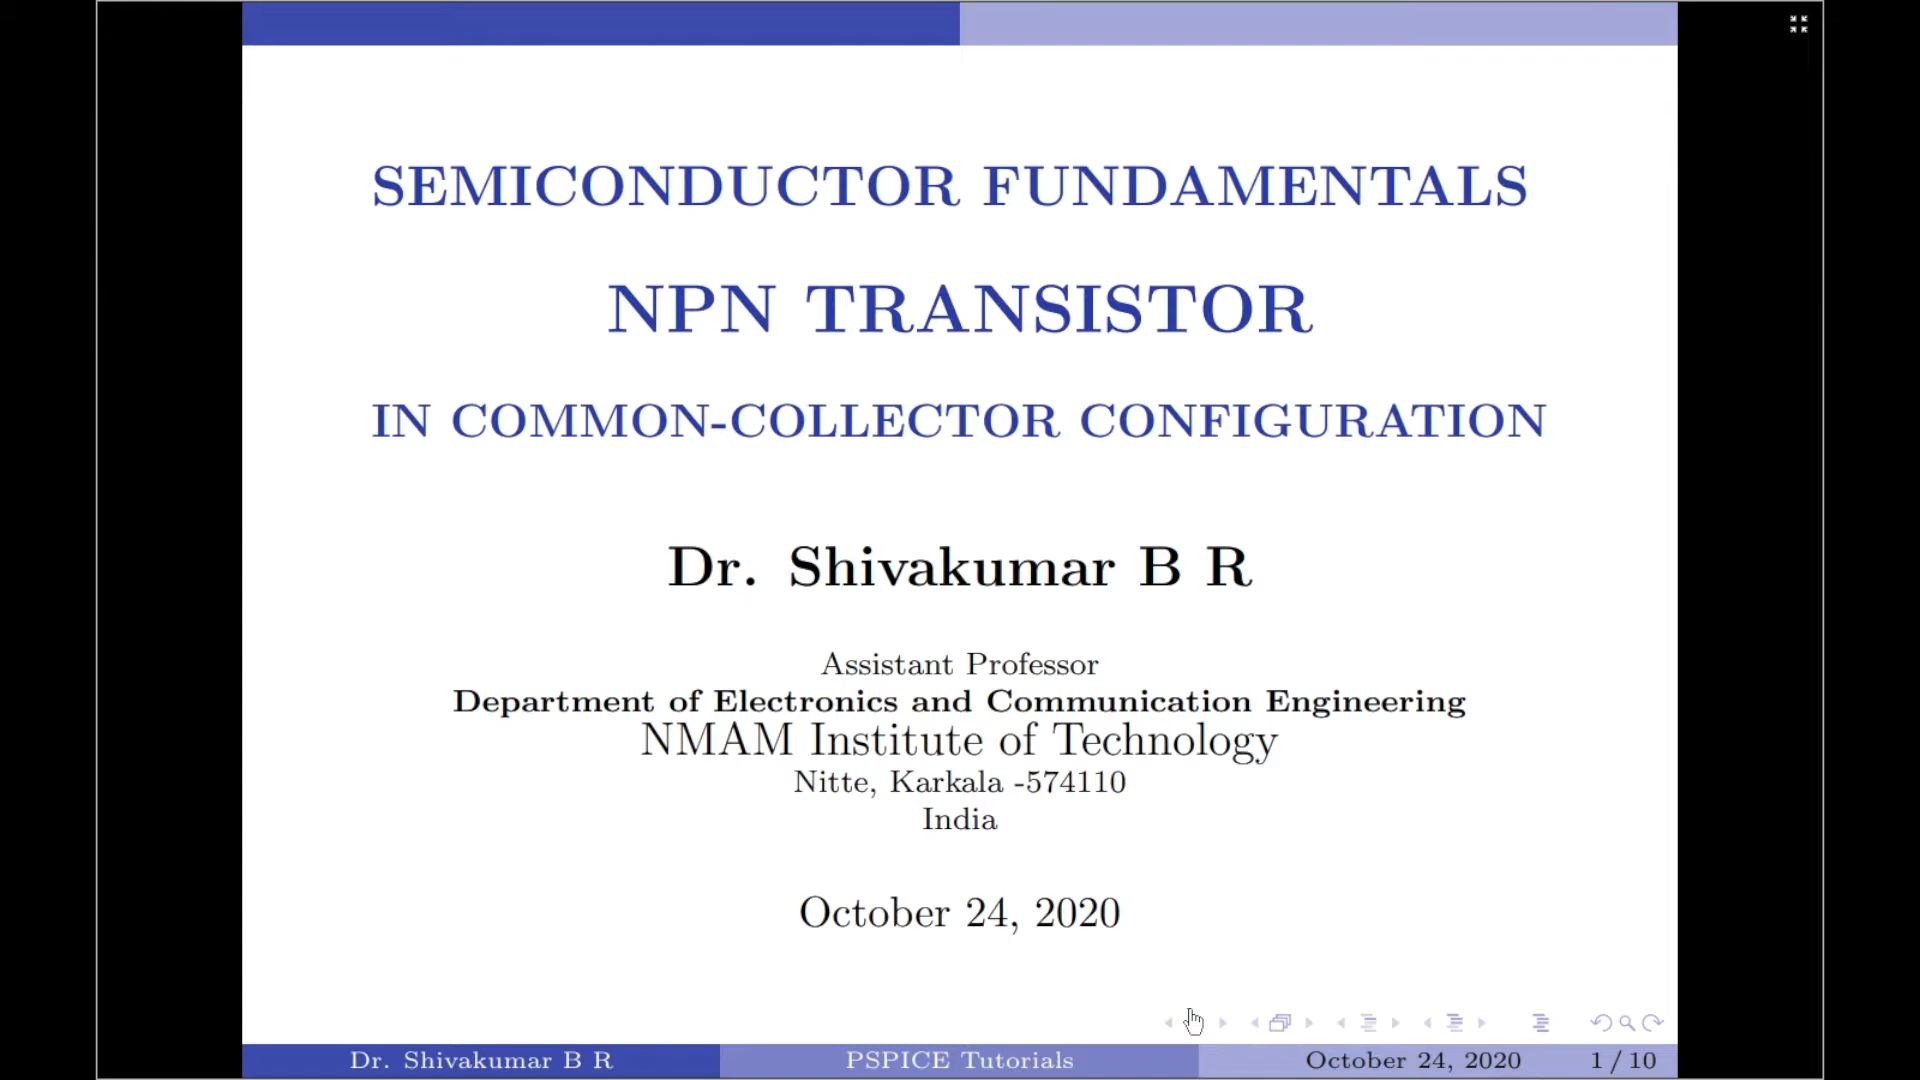 SEMICONDUCTOR FUNDAMENTALS
NPN TRANSISTOR
IN COMMON-COLLECTOR CONFIGURATION
Dr. Shivakumar B R
Assistant Professor
Department of Electronics and Communication Engineering
NMAM Institute of Technology
Nitte, Karkala -574110
India
October 24, 2020
Dr. Shivakumar B R PSPICE Tutorials October 24, 2020 1 / 10